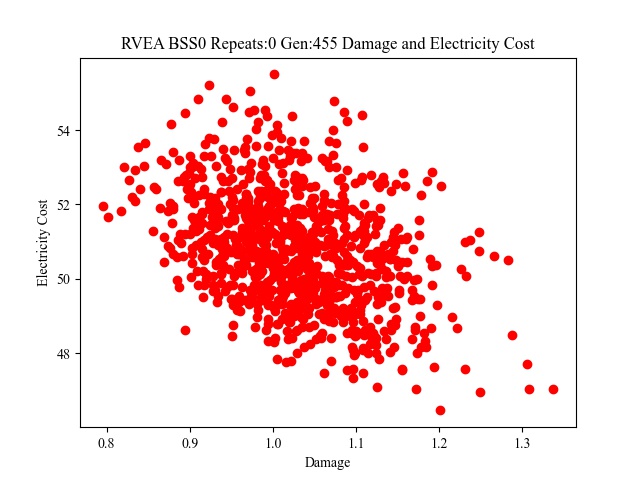 RVEA BSS0 Repeats:0 Gen:455 Damage and Electricity Cost
54
52
50
48
Electricity Cost
0.8 0.9 1.0 1.1 1.2 1.3
Damage